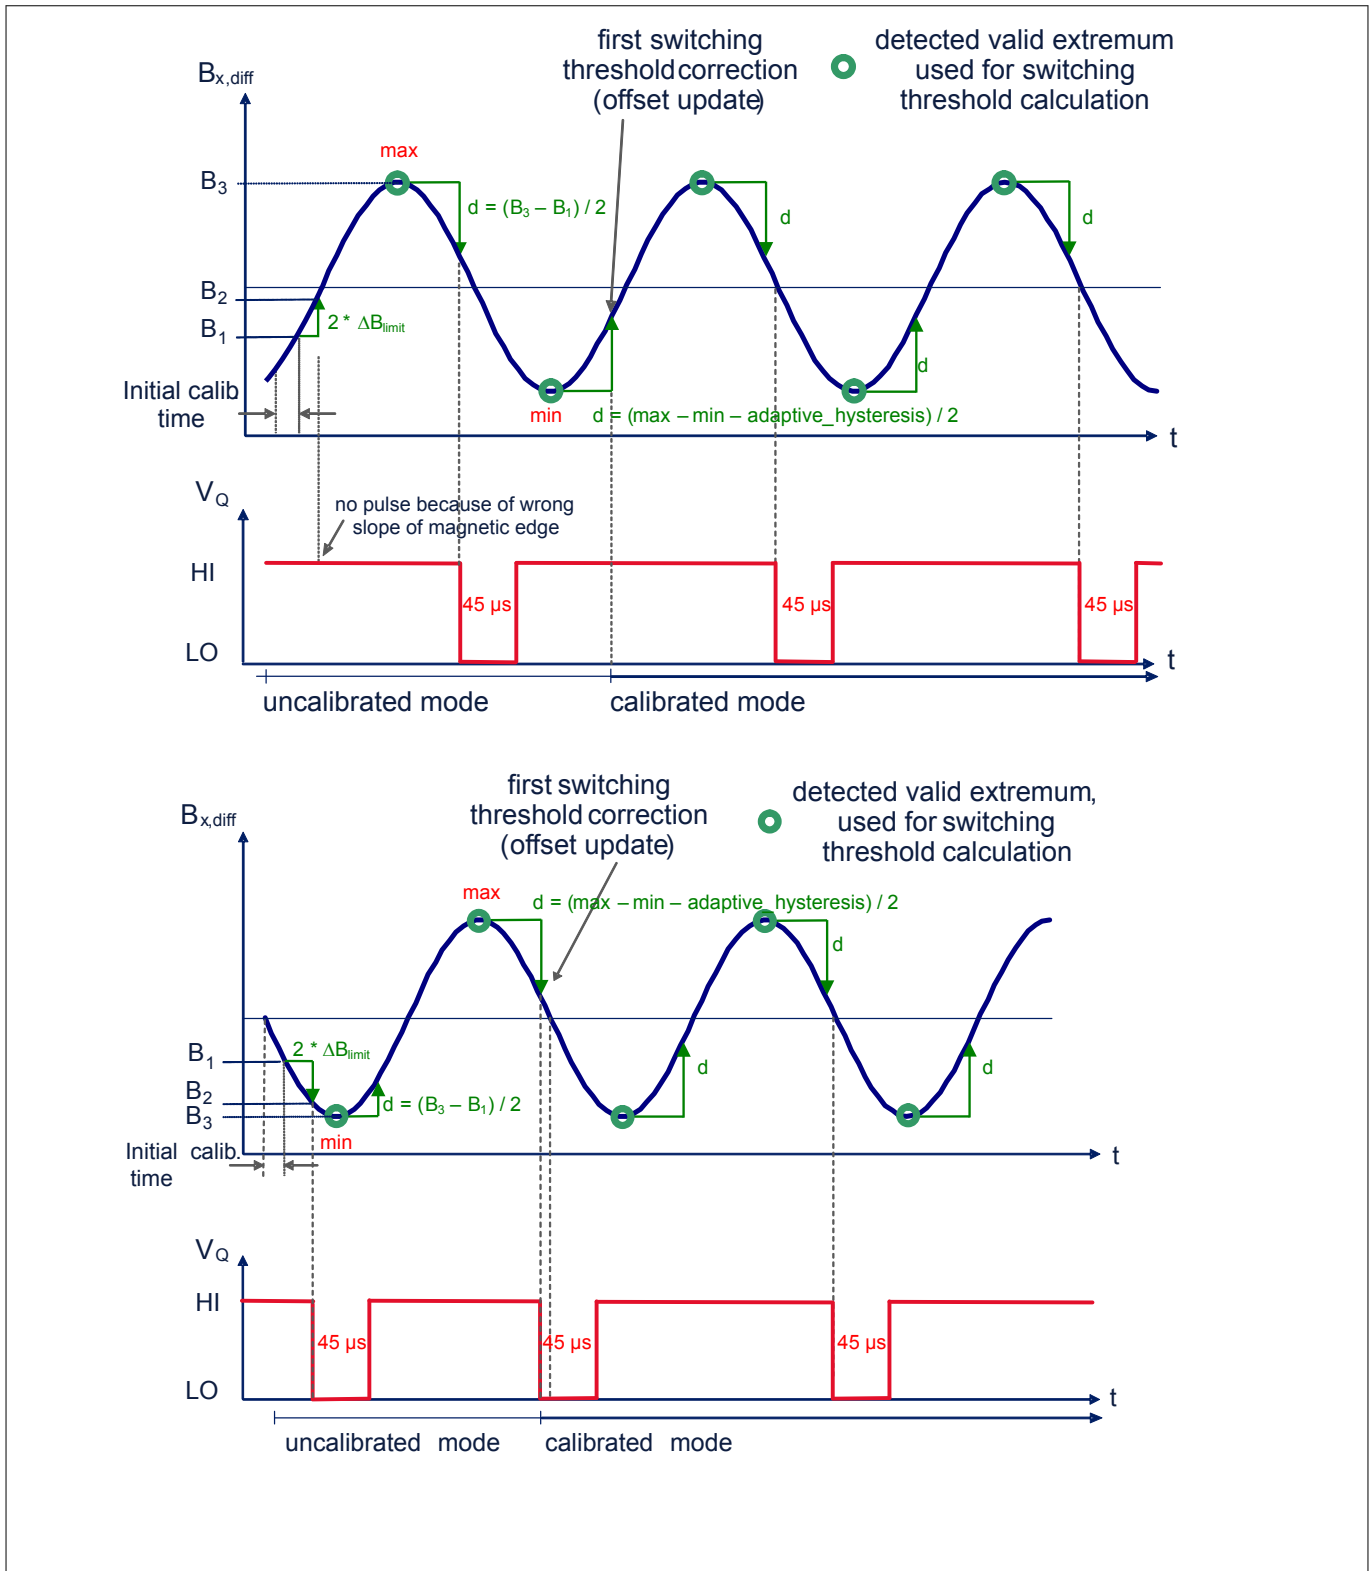 first switching
threshold correction
(offset update)
detected valid extremum
used for switching
threshold calculation
Bx,diff
max
B3
d = (B3 – B1) / 2
d
d
B2
2 * ΔBlimit
B1
d
Initial calib.
time
min
d = (max – min – adaptive_hysteresis) / 2
t
VQ
no pulse because of wrong
slope of magnetic edge
HI
45 µs
45 µs
45 µs
LO
t
uncalibrated mode
calibrated mode
first switching
threshold correction
(offset update)
detected valid extremum,
used for switching
threshold calculation
Bx,diff
max
d = (max – min – adaptive_hysteresis) / 2
d
B1
2 * ΔBlimit
d
d
B2
d = (B3 – B1) / 2
B3
min
Initial calib.
time
t
VQ
HI
45 µs
45 µs
45 µs
LO
t
uncalibrated mode
calibrated mode